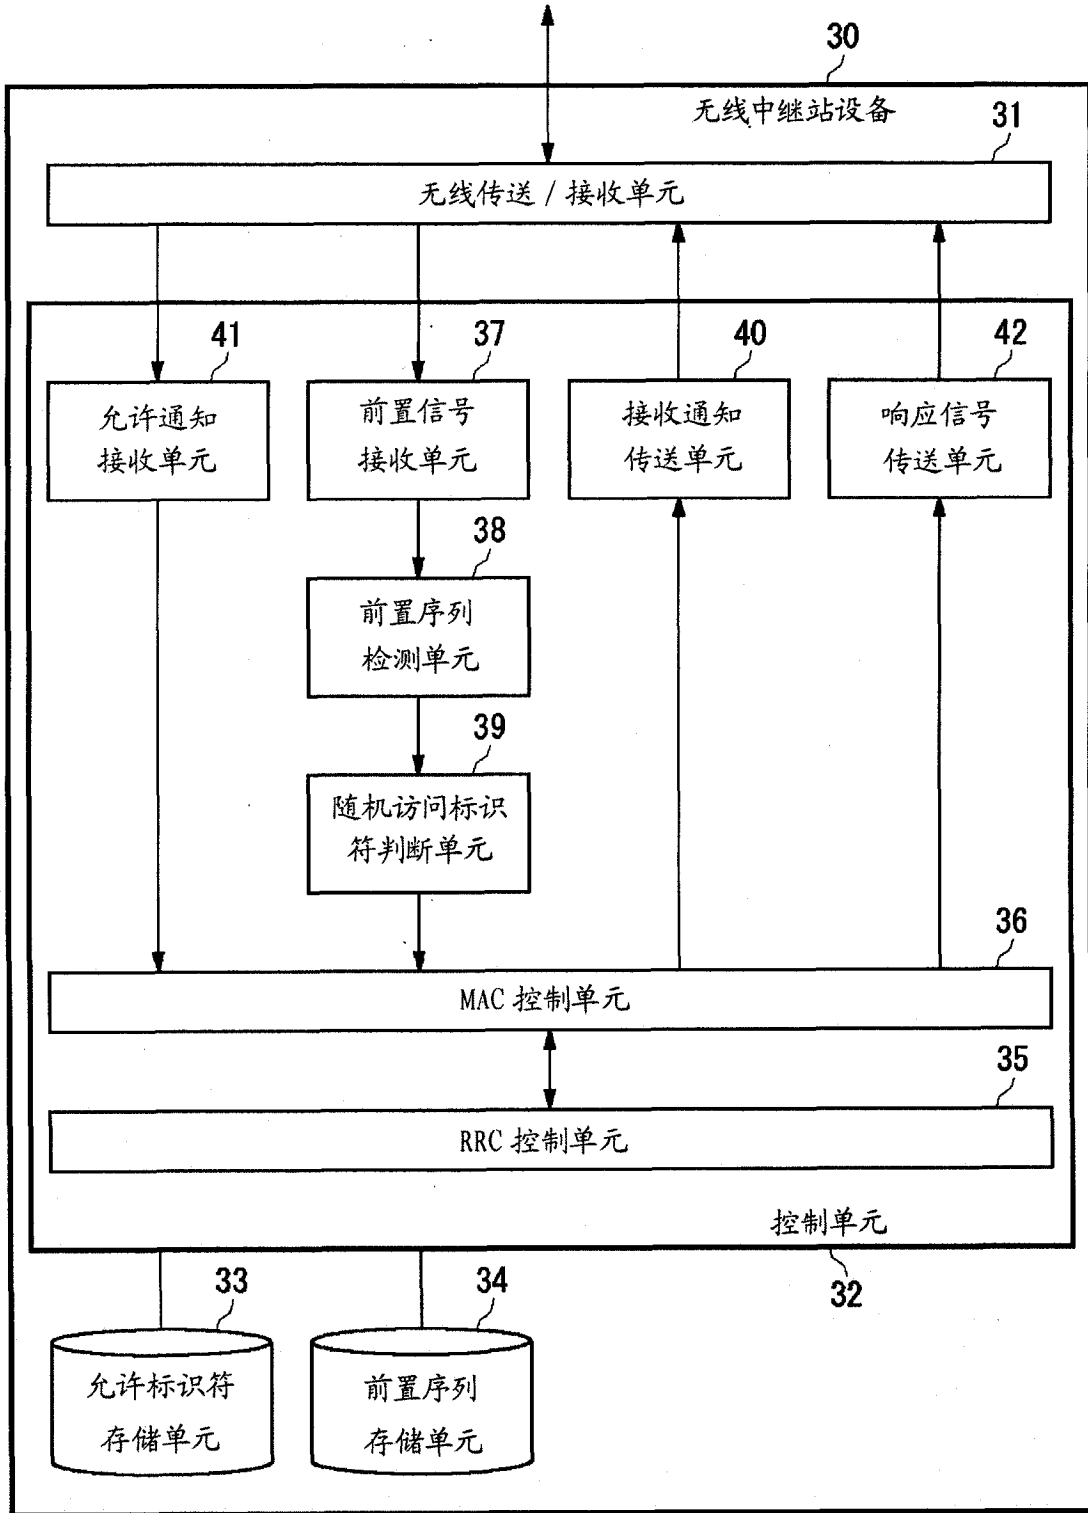 30
无线中继站设备
31
无线传送 / 接收单元
41
37
40
42
允许通知
接收单元
前置信号
接收单元
接收通知
传送单元
响应信号
传送单元
38
前置序列
检测单元
39
随机访问标识
符判断单元
36
MAC 控制单元
35
RRC 控制单元
控制单元
32
33
34
允许标识符
存储单元
前置序列
存储单元